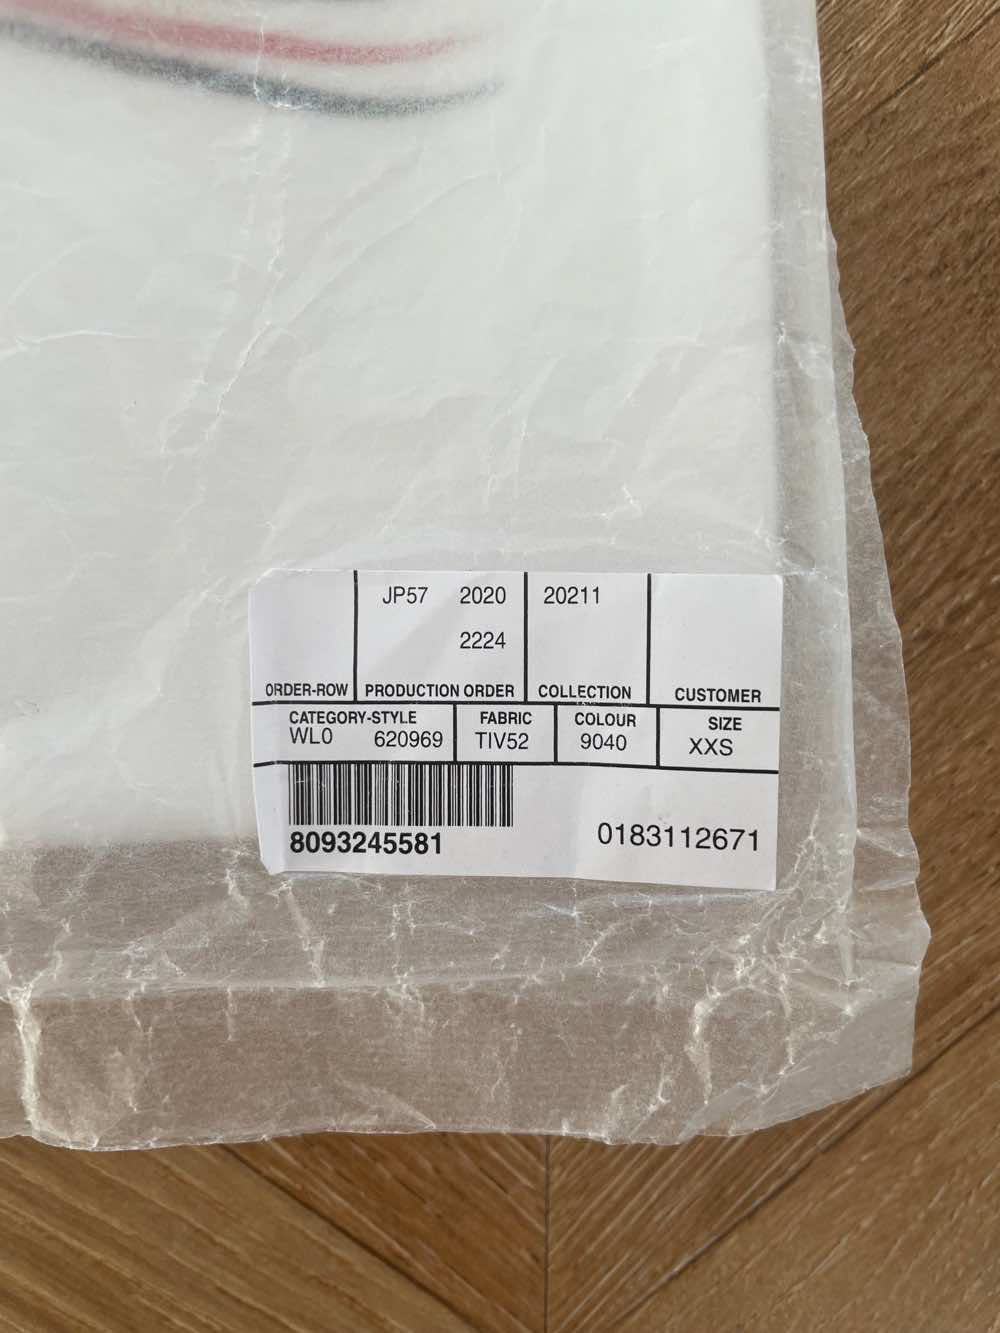 JP57 2020 20211
2224
ORDER-ROW PRODUCTION ORDER COLLECTION CUSTOMER
CATEGORY-STYLE FABRIC COLOUR SIZE
WL0 620969 TIV52 9040 XXS
8093245581 0183112671